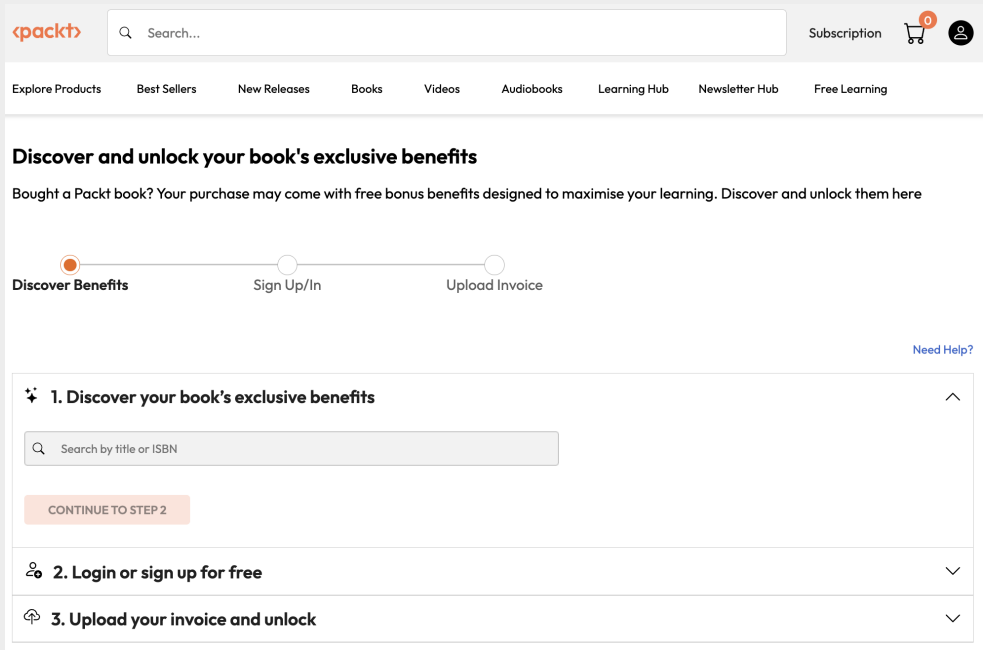 <packt>
Search...
Subscription
0
Explore Products
Best Sellers
New Releases
Books
Videos
Audiobooks
Learning Hub
Newsletter Hub
Free Learning
Discover and unlock your book's exclusive benefits
Bought a Packt book? Your purchase may come with free bonus benefits designed to maximise your learning. Discover and unlock them here
Discover Benefits
Sign Up/In
Upload Invoice
Need Help?
1. Discover your book’s exclusive benefits
Search by title or ISBN
CONTINUE TO STEP 2
2. Login or sign up for free
3. Upload your invoice and unlock